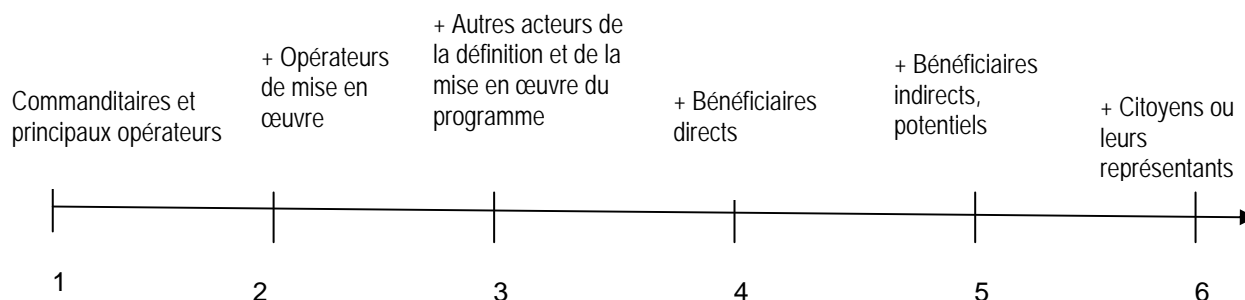 Commanditaires et
principaux opérateurs
+ Opérateurs
de mise en
œuvre
+ Autres acteurs de
la définition et de la
mise en œuvre du
programme
+ Bénéficiaires
directs
+ Bénéficiaires
indirects,
potentiels
+ Citoyens ou
leurs
représentants
1
2
3
4
5
6